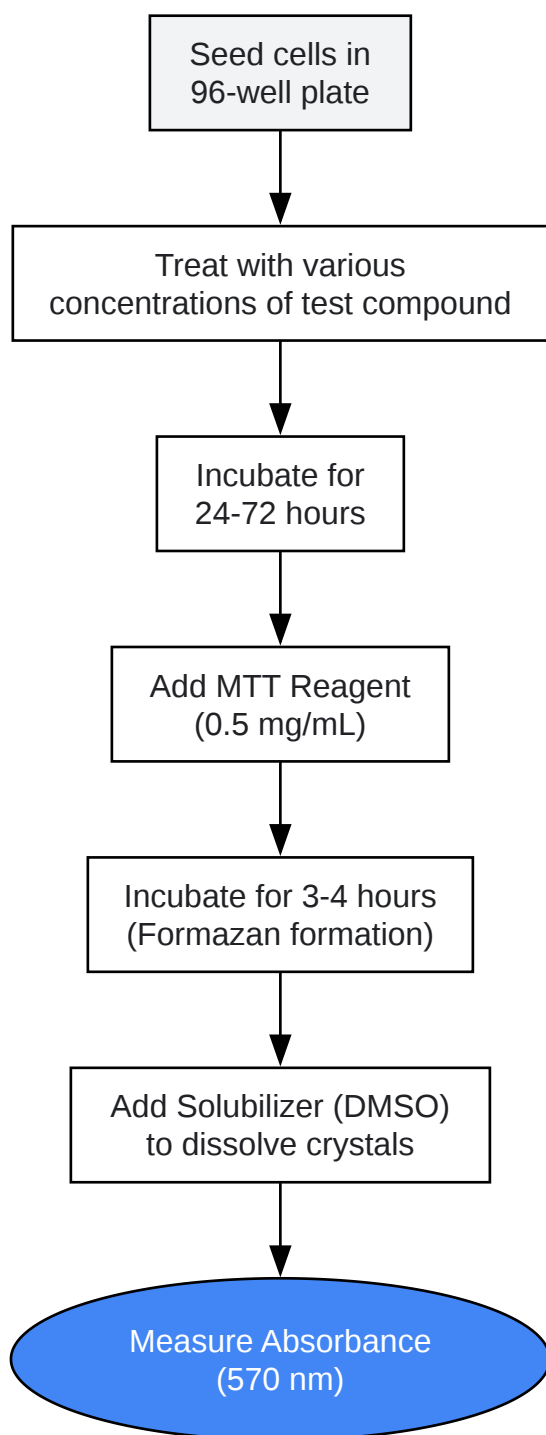 Seed cells in
96-well plate
Treat with various
concentrations of test compound
Incubate for
24-72 hours
Add MTT Reagent
(0.5 mg/mL)
Incubate for 3-4 hours
(Formazan formation)
Add Solubilizer (DMSO)
to dissolve crystals
Measure Absorbance
(570 nm)